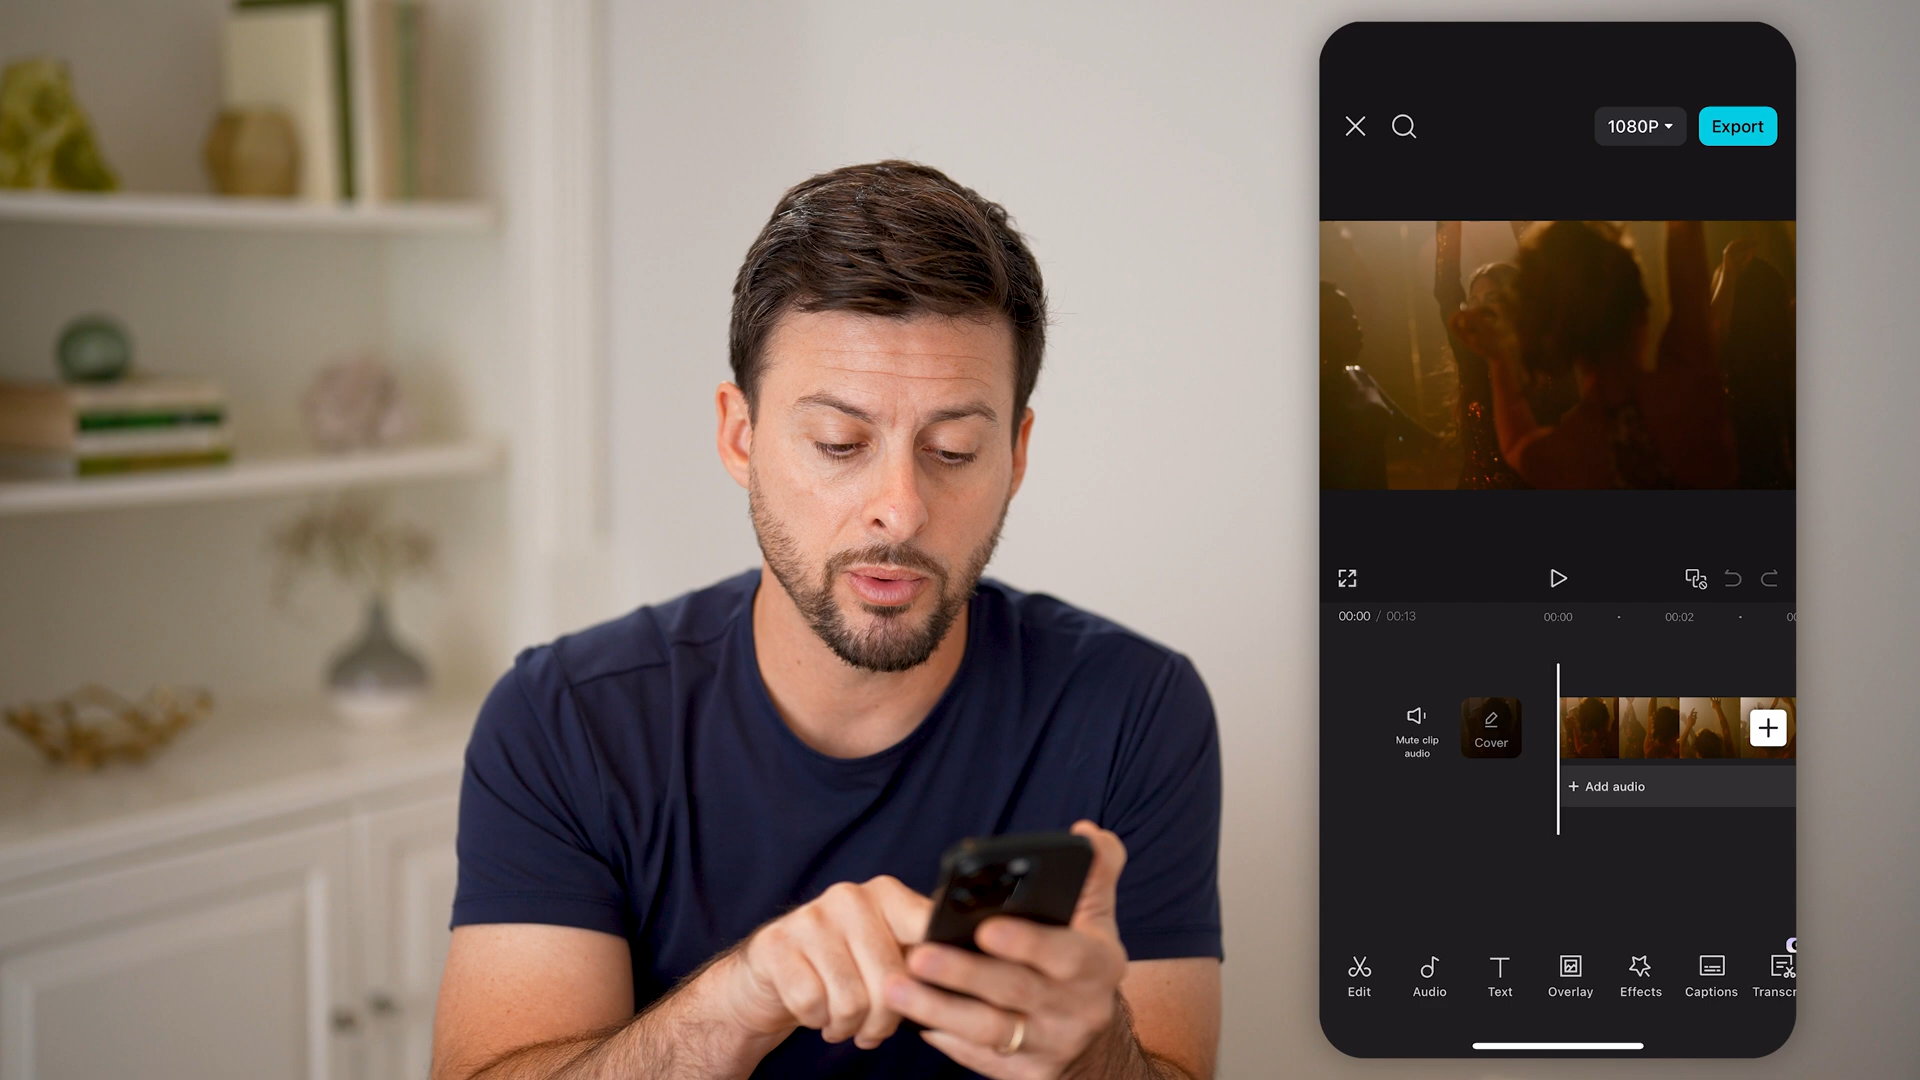 1080P
Export
00:00 / 00:13
00:00
00:02
Mute clip
audio
Cover
+ Add audio
Edit
Audio
Text
Overlay
Effects
Captions
Transcr